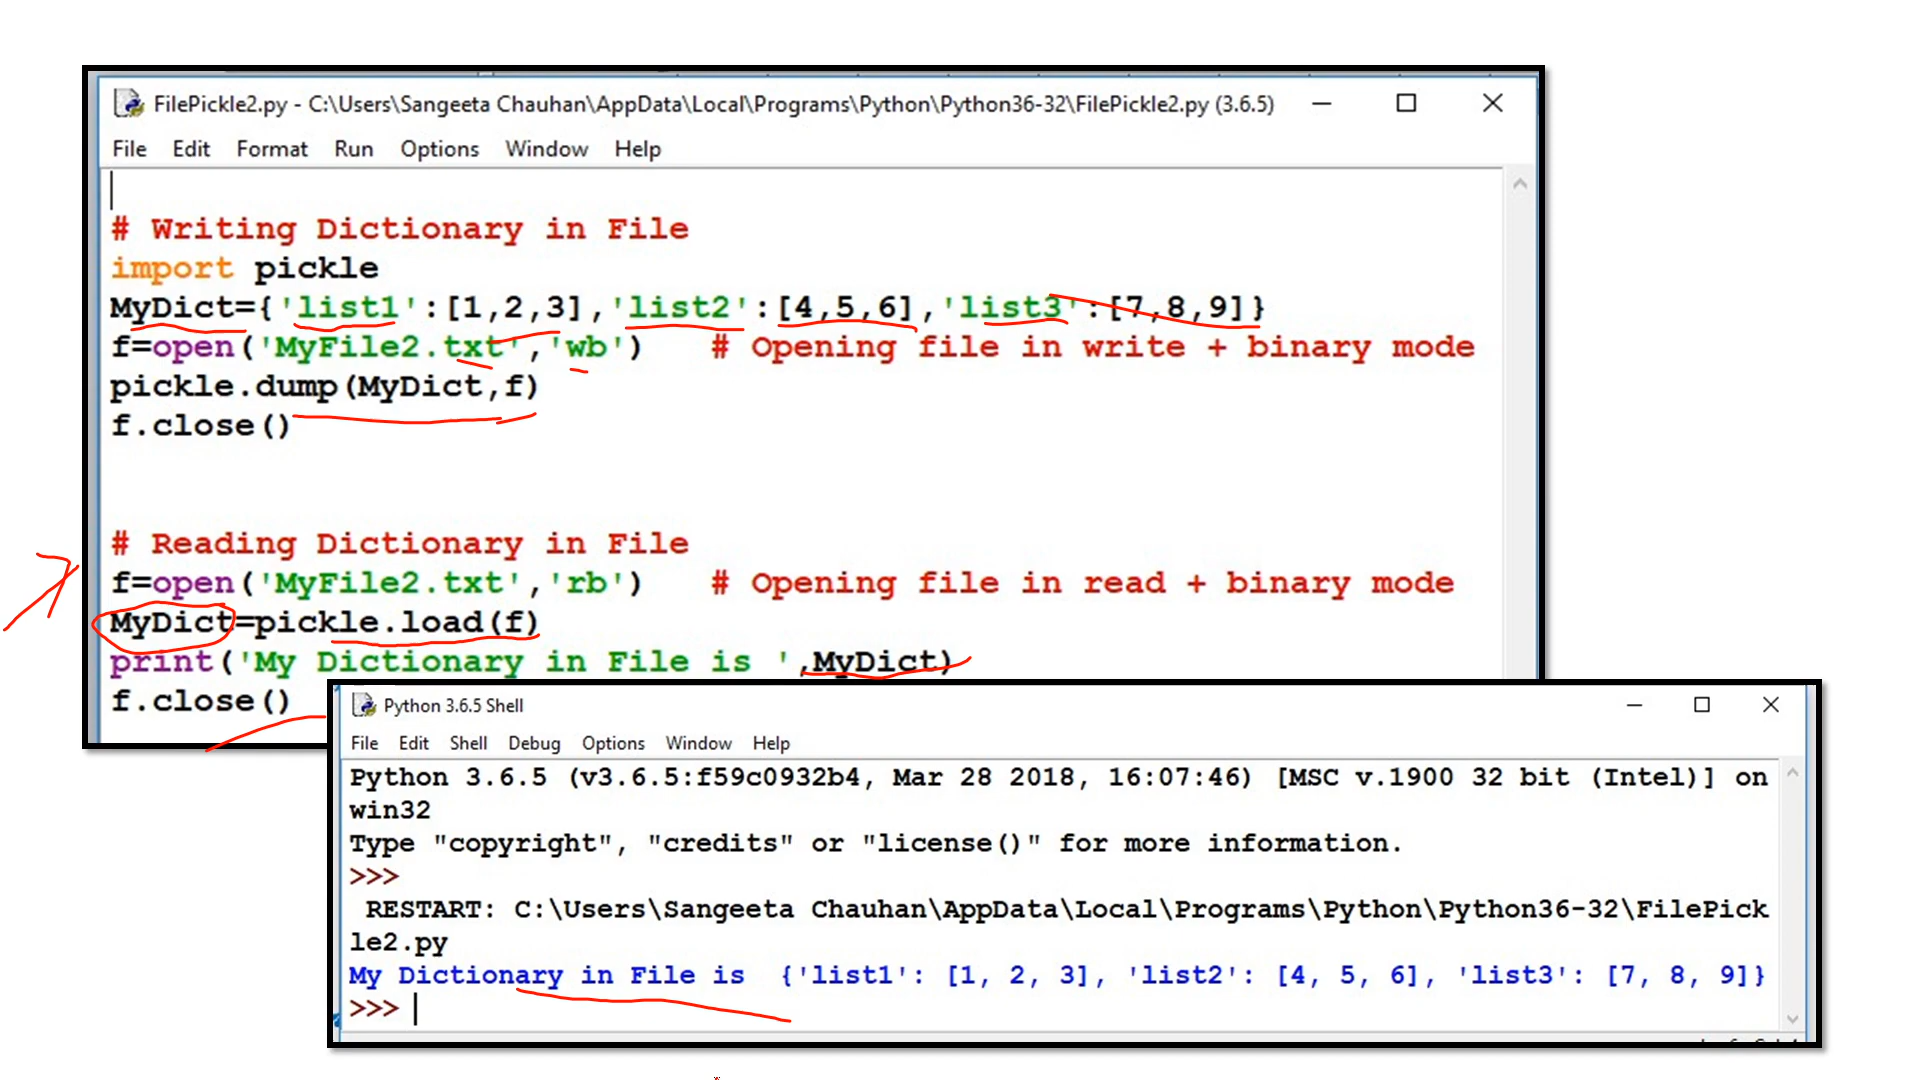 FilePickle2.py - C:\Users\Sangeeta Chauhan\AppData\Local\Programs\Python\Python36-32\FilePickle2.py (3.6.5)
File Edit Format Run Options Window Help
# Writing Dictionary in File
import pickle
MyDict={'list1':[1,2,3],'list2':[4,5,6],'list3':[7,8,9]}
f=open('MyFile2.txt','wb')   # Opening file in write + binary mode
pickle.dump(MyDict,f)
f.close()
# Reading Dictionary in File
f=open('MyFile2.txt','rb')   # Opening file in read + binary mode
MyDict=pickle.load(f)
print('My Dictionary in File is ',MyDict)
f.close()
Python 3.6.5 Shell
File Edit Shell Debug Options Window Help
Python 3.6.5 (v3.6.5:f59c0932b4, Mar 28 2018, 16:07:46) [MSC v.1900 32 bit (Intel)] on
win32
Type "copyright", "credits" or "license()" for more information.
>>>
 RESTART: C:\Users\Sangeeta Chauhan\AppData\Local\Programs\Python\Python36-32\FilePick
le2.py
My Dictionary in File is  {'list1': [1, 2, 3], 'list2': [4, 5, 6], 'list3': [7, 8, 9]}
>>>